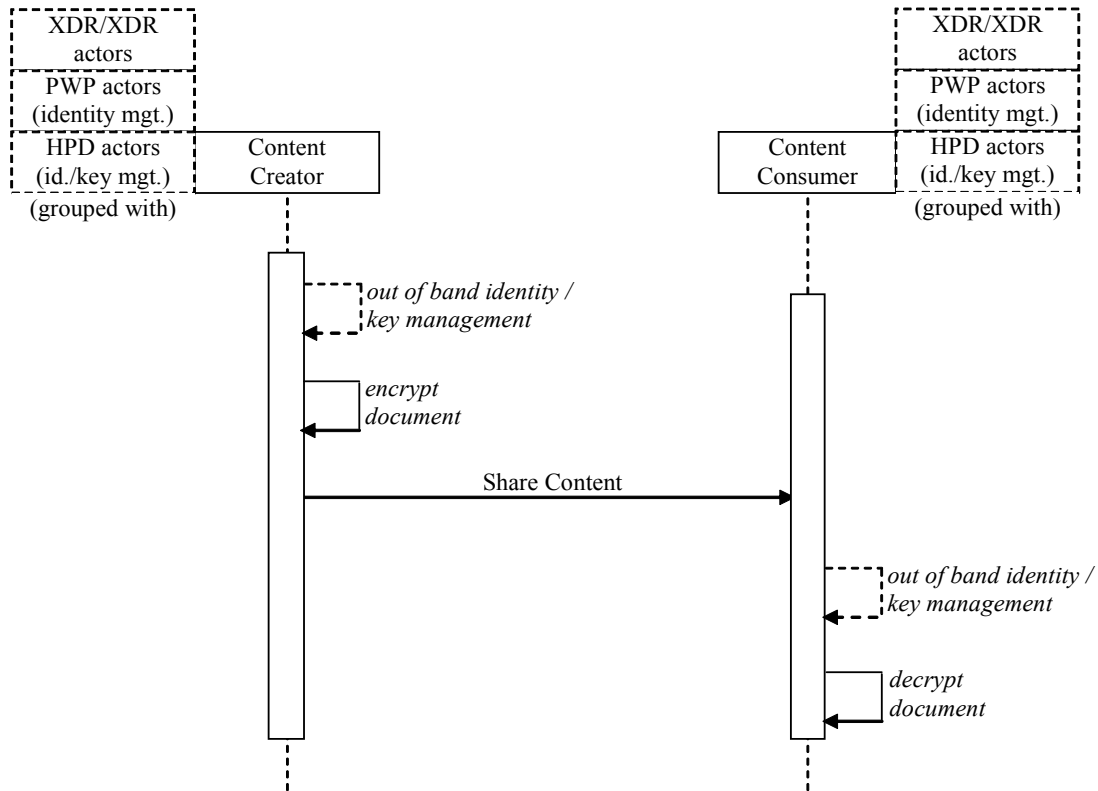 XDR/XDR
actors
PWP actors
(identity mgt.)
HPD actors
(id./key mgt.)
(grouped with)
Content
Creator
Content
Consumer
XDR/XDR
actors
PWP actors
(identity mgt.)
HPD actors
(id./key mgt.)
(grouped with)
out of band identity /
key management
encrypt
document
Share Content
out of band identity /
key management
decrypt
document